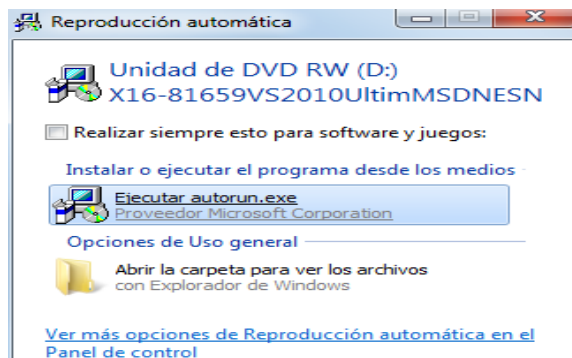 Reproducción automática
Unidad de DVD RW (D:)
X16-81659VS2010UltimMSDNESN
Realizar siempre esto para software y juegos:
Instalar o ejecutar el programa desde los medios
Ejecutar autorun.exe
Proveedor Microsoft Corporation
Opciones de Uso general
Abrir la carpeta para ver los archivos
con Explorador de Windows
Ver más opciones de Reproducción automática en el
Panel de control